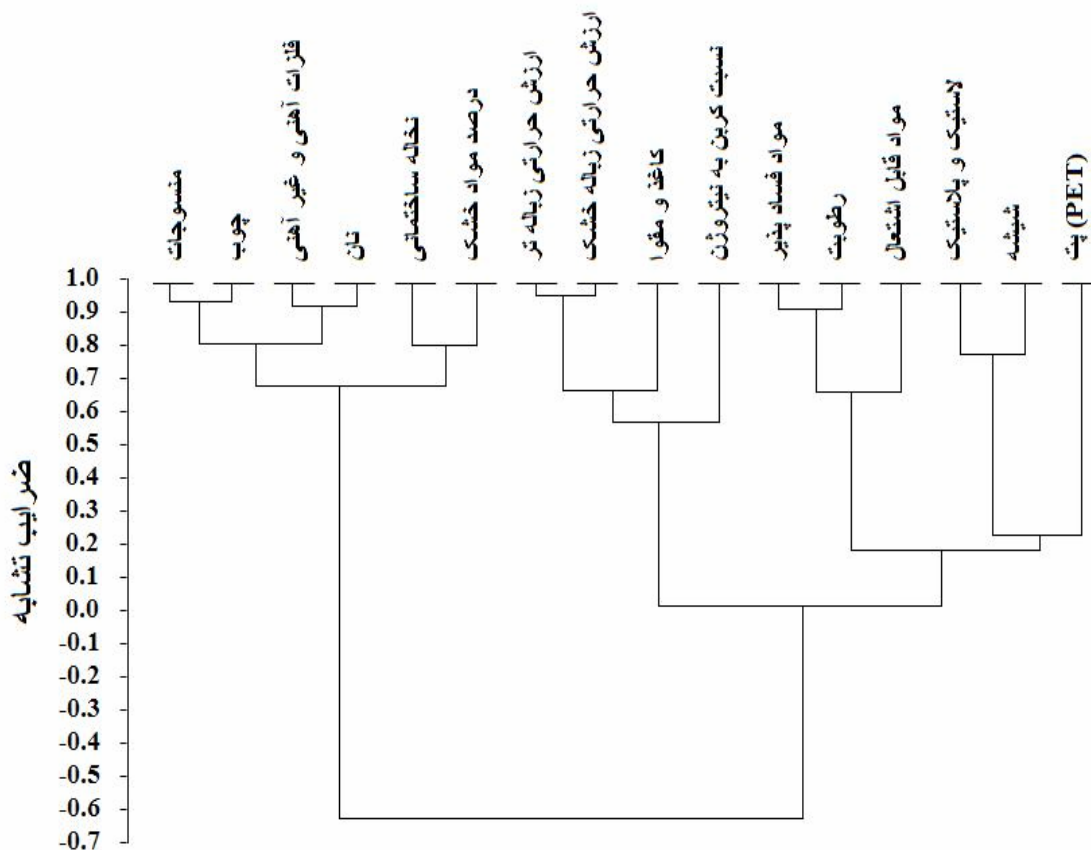 منسوجات
چوب
فلزات آهنی و غیر آهنی
نان
نخاله ساختمانی
درصد مواد خشک
ارزش حرارتی زباله تر
ارزش حرارتی زباله خشک
کاغذ و مقوا
نسبت کربن به نیتروژن
مواد فساد پذیر
رطوبت
مواد قابل اشتعال
لاستیک و پلاستیک
شیشه
پت (PET)
1.0
0.9
0.8
0.7
0.6
0.5
0.4
0.3
0.2
0.1
0.0
-0.1
-0.2
-0.3
-0.4
-0.5
-0.6
-0.7
ضرایب تشابه